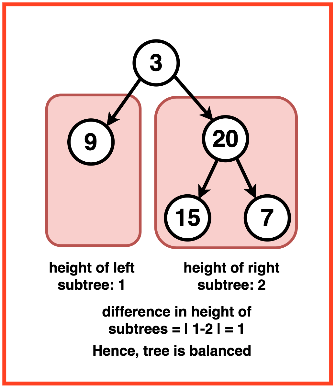 3
9
20
15
7
height of left
subtree: 1
height of right
subtree: 2
difference in height of
subtrees = | 1-2 | = 1
Hence, tree is balanced